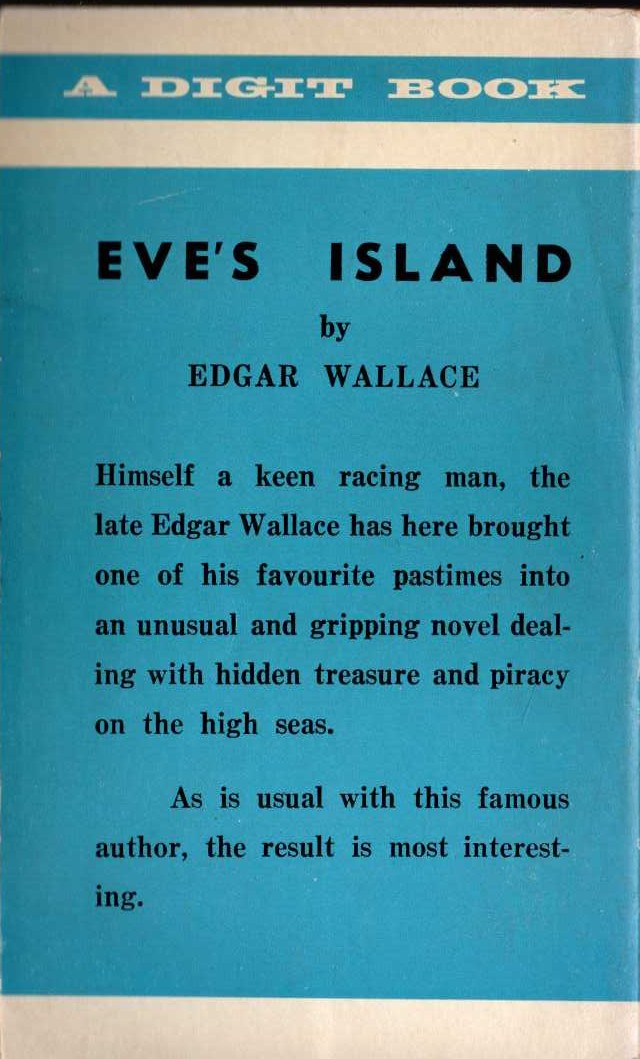 A DIGIT BOOK
EVE'S ISLAND
by
EDGAR WALLACE
Himself a keen racing man, the
late Edgar Wallace has here brought
one of his favourite pastimes into
an unusual and gripping novel deal-
ing with hidden treasure and piracy
on the high seas.
As is usual with this famous
author, the result is most interest-
ing.